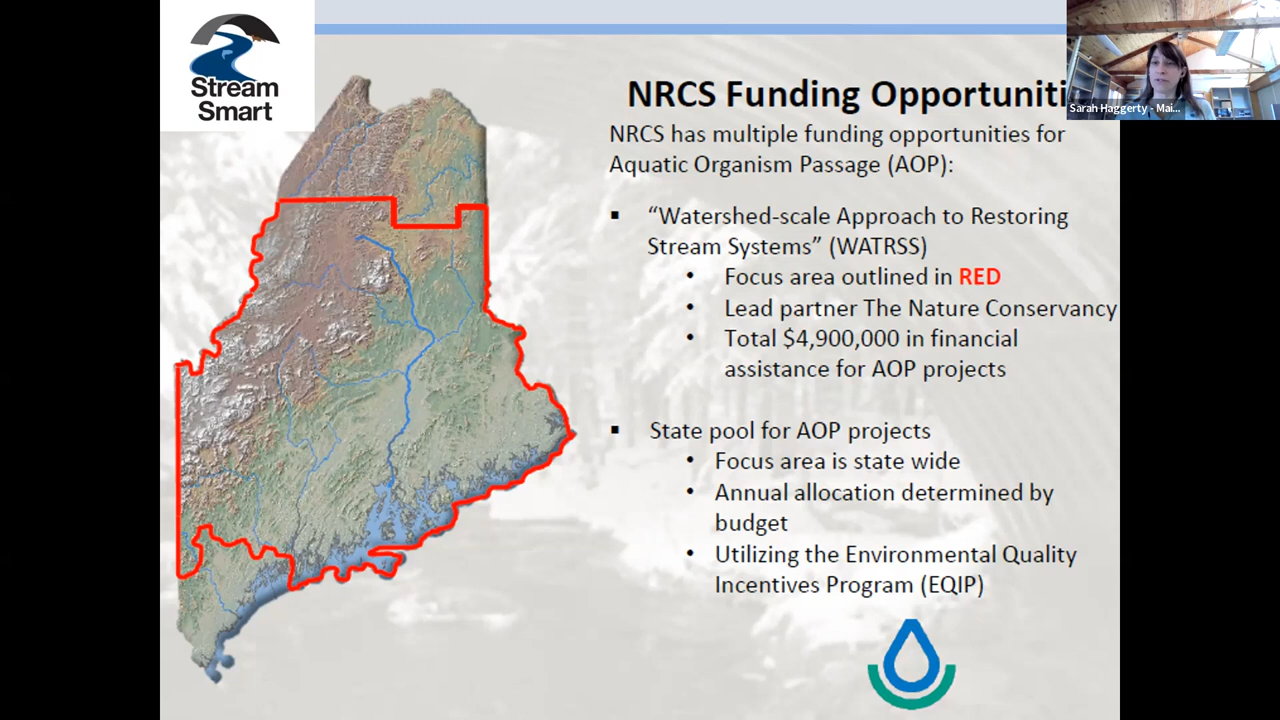 Stream
Smart
NRCS Funding Opportuniti
Sarah Haggerty - Mai...
NRCS has multiple funding opportunities for
Aquatic Organism Passage (AOP):
▪ “Watershed-scale Approach to Restoring
Stream Systems” (WATRSS)
• Focus area outlined in RED
• Lead partner The Nature Conservancy
• Total $4,900,000 in financial
assistance for AOP projects
▪ State pool for AOP projects
• Focus area is state wide
• Annual allocation determined by
budget
• Utilizing the Environmental Quality
Incentives Program (EQIP)